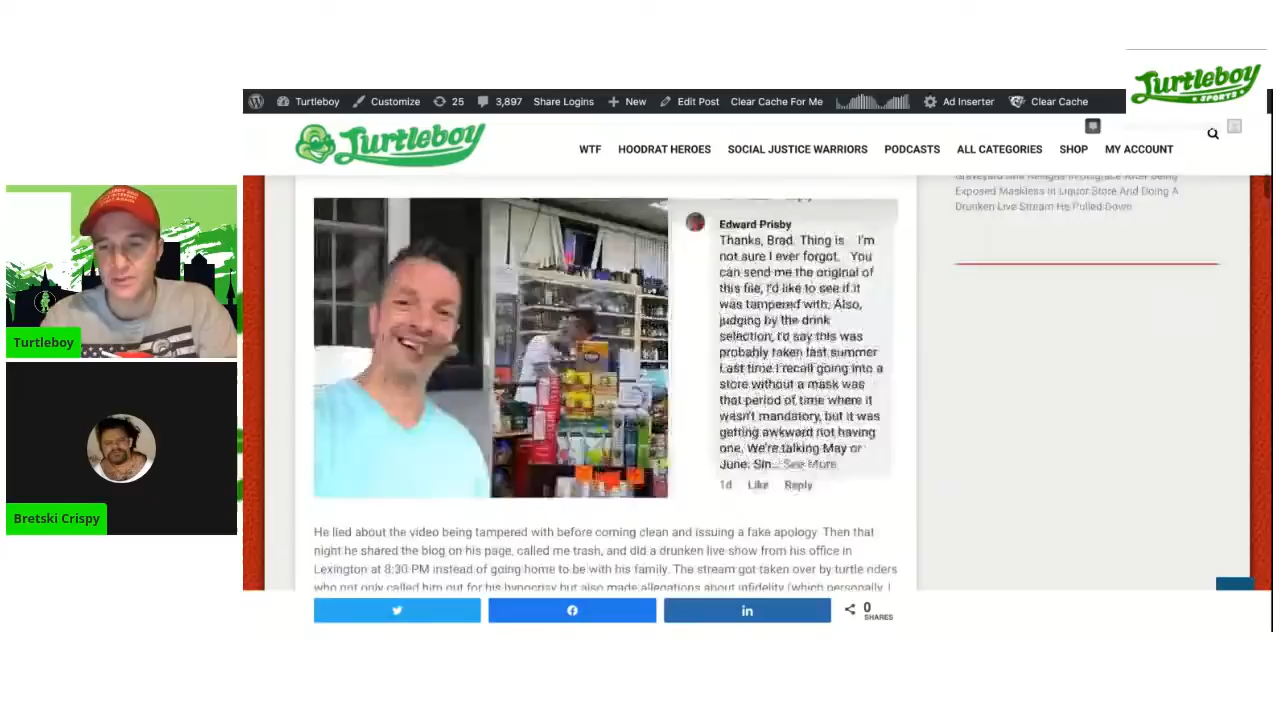 Turtleboy
SPORTS
Turtleboy Customize 25 3,897 Share Logins New Edit Post Clear Cache For Me Ad Inserter Clear Cache
Turtleboy
WTF HOODRAT HEROES SOCIAL JUSTICE WARRIORS PODCASTS ALL CATEGORIES SHOP MY ACCOUNT
Exposed Maskless In Liquor Store And Doing A
Drunken Live Stream He Pulled Down
Edward Prisby
Thanks, Brad. Thing is I'm
not sure I ever forgot. You
can send me the original of
this file, I'd like to see if it
was tampered with. Also,
judging by the drink
selection, I'd say this was
probably taken last summer
Last time I recall going into a
store without a mask was
that period of time where it
wasn't mandatory, but it was
getting awkward not having
one. We're talking May or
June. Sin... See More
1d Like Reply
He lied about the video being tampered with before coming clean and issuing a fake apology. Then that
night he shared the blog on his page, called me trash, and did a drunken live show from his office in
Lexington at 8:30 PM instead of going home to be with his family. The stream got taken over by turtle riders
who not only called him out for his hypocrisy but also made allegations about infidelity (which personally, I
0
SHARES
Turtleboy
Bretski Crispy